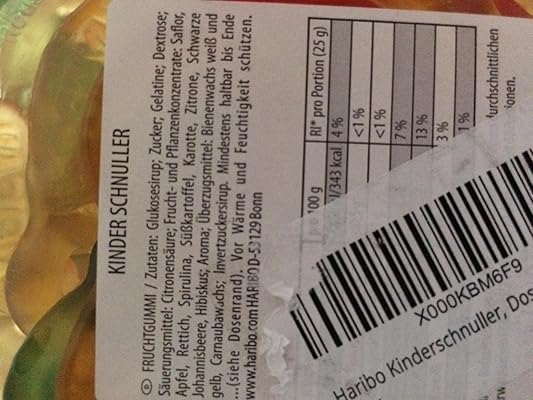 KINDER SCHNULLER
D FRUCHTGUMMI / Zutaten: Glukosesirup; Zucker; Gelatine; Dextrose;
Säuerungsmittel: Citronensäure; Frucht- und Pflanzenkonzentrate: Saflor,
Apfel, Rettich, Spirulina, Süßkartoffel, Karotte, Zitrone, Schwarze
Johannisbeere, Hibiskus; Aroma; Überzugsmittel: Bienenwachs weiß und
gelb, Carnaubawachs; Invertzuckersirup. Mindestens haltbar bis Ende
...(siehe Dosenrand). Vor Wärme und Feuchtigkeit schützen.
www.haribo.com HARIBO D-53129 Bonn
100 g RI* pro Portion (25 g)
/343 kcal 4 %
<1 %
<1 %
7 %
13 %
3 %
1 %
durchschnittlichen
X000KBM6F9
Haribo Kinderschnuller, Dos